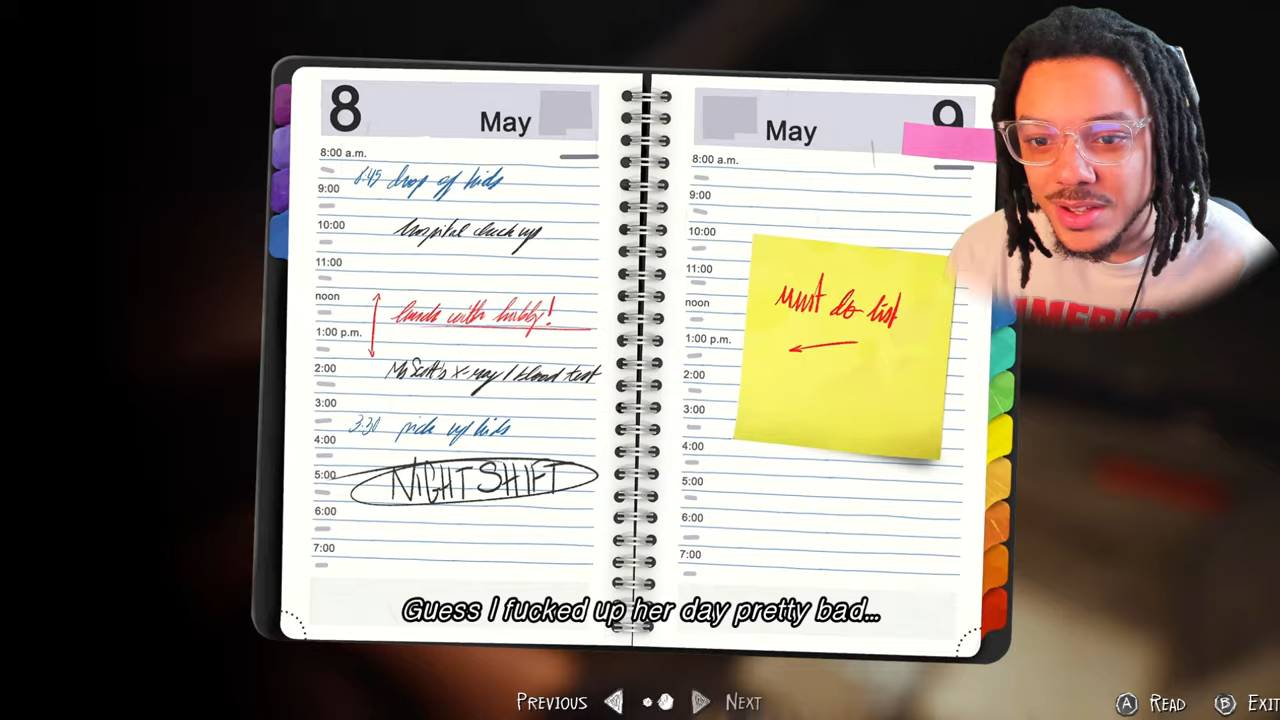 8
May
8:00 a.m.
8:45 drop of kids
9:00
10:00
hospital check up
11:00
noon
lunch with hubby!
1:00 p.m.
2:00
Mr Scott's x-ray / blood test
3:00
3:30 pick up kids
4:00
5:00
NIGHT SHIFT
6:00
7:00
May
9
8:00 a.m.
9:00
10:00
11:00
noon
1:00 p.m.
2:00
3:00
4:00
5:00
6:00
7:00
must do list
Guess I fucked up her day pretty bad...
PREVIOUS
NEXT
A READ
B EXIT